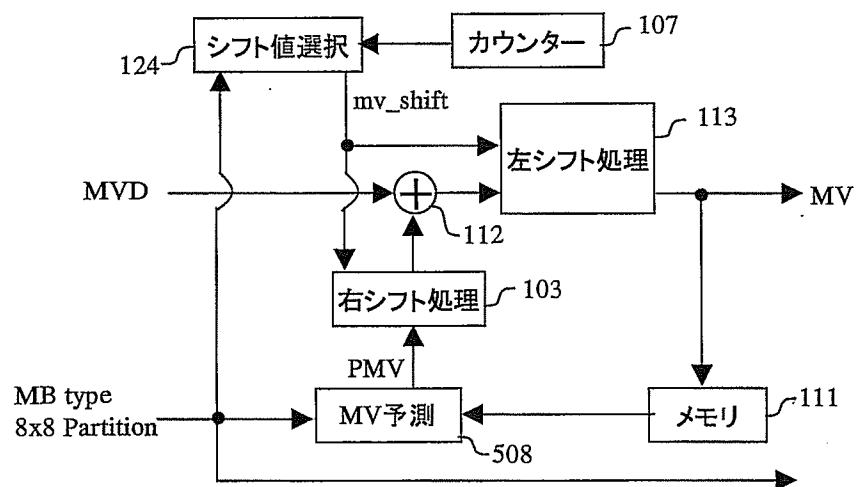 シフト値選択
124
カウンター
107
mv_shift
左シフト処理
113
MVD
112
MV
右シフト処理
103
PMV
MB type
8x8 Partition
MV予測
508
メモリ
111